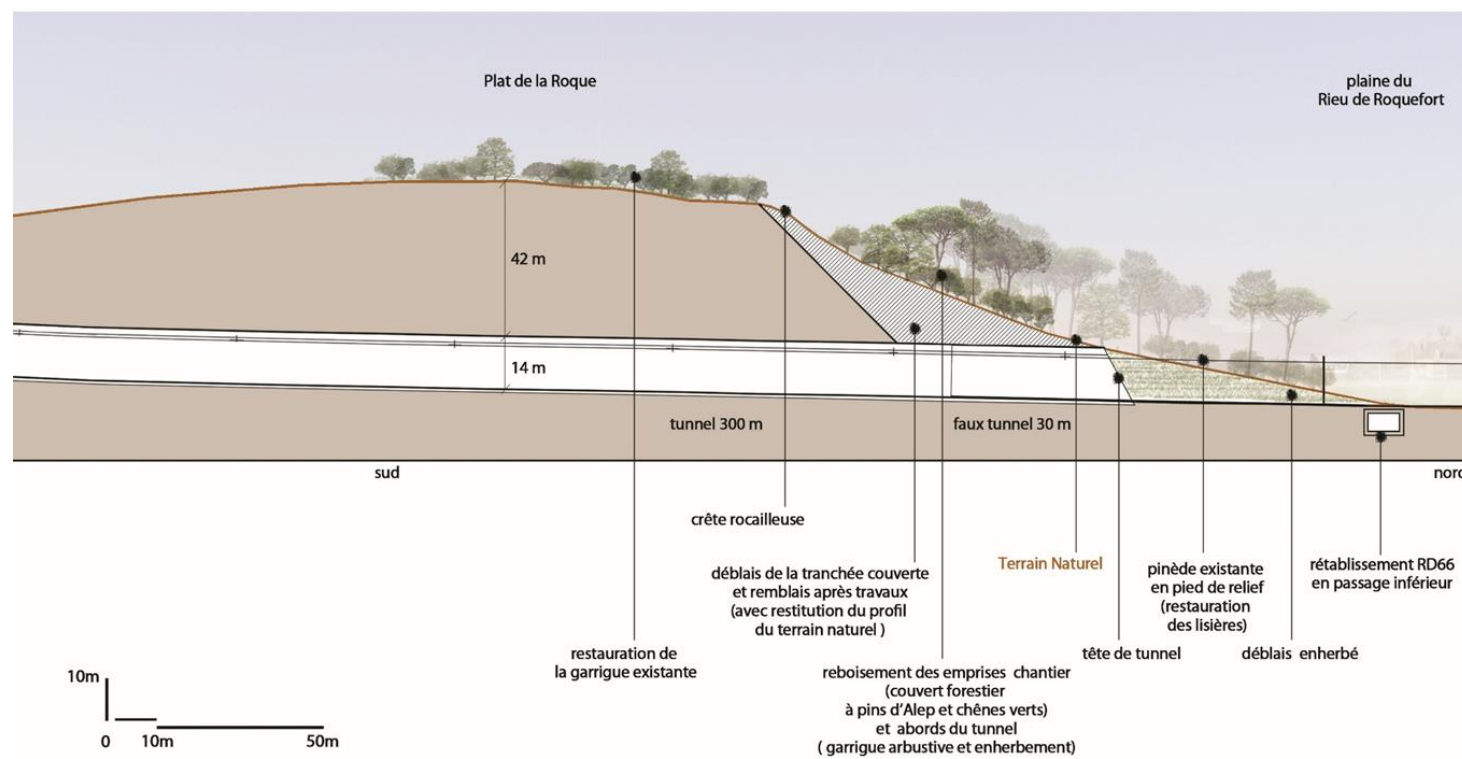 Plat de la Roque
plaine du
Rieu de Roquefort
42 m
14 m
tunnel 300 m
faux tunnel 30 m
sud
nord
crête rocailleuse
déblais de la tranchée couverte
et remblais après travaux
(avec restitution du profil
du terrain naturel )
Terrain Naturel
pinède existante
en pied de relief
(restauration
des lisières)
rétablissement RD66
en passage inférieur
restauration de
la garrigue existante
reboisement des emprises chantier
(couvert forestier
à pins d'Alep et chênes verts)
et abords du tunnel
( garrigue arbustive et enherbement)
tête de tunnel
déblais enherbé
10m
0 10m 50m